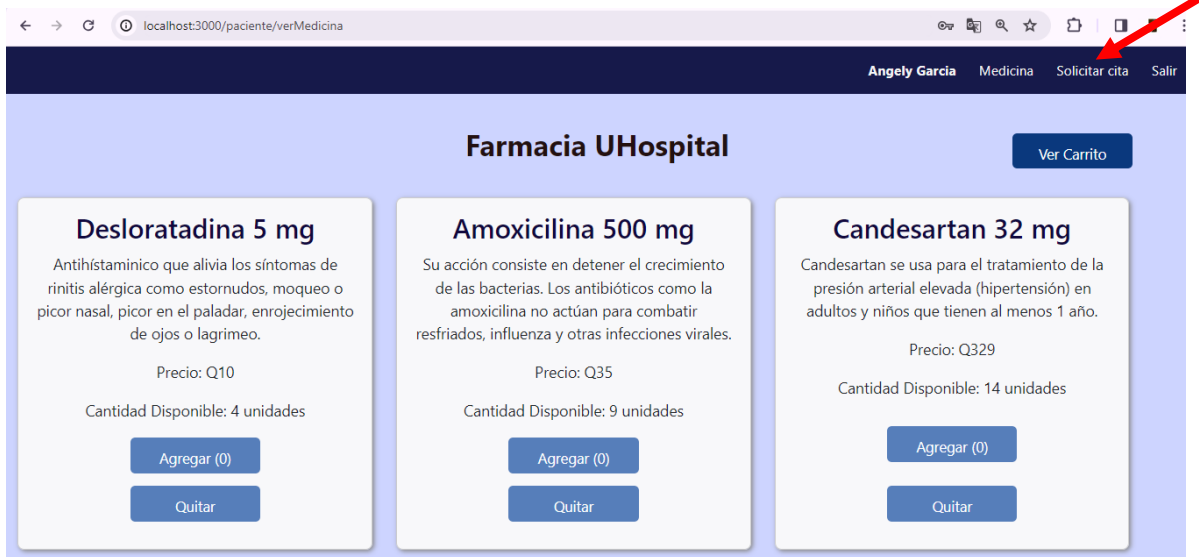 localhost:3000/paciente/verMedicina
Angely Garcia Medicina Solicitar cita Salir
Farmacia UHospital
Ver Carrito
Desloratadina 5 mg
Antihístaminico que alivia los síntomas de
rinitis alérgica como estornudos, moqueo o
picor nasal, picor en el paladar, enrojecimiento
de ojos o lagrimeo.
Precio: Q10
Cantidad Disponible: 4 unidades
Agregar (0)
Quitar
Amoxicilina 500 mg
Su acción consiste en detener el crecimiento
de las bacterias. Los antibióticos como la
amoxicilina no actúan para combatir
resfriados, influenza y otras infecciones virales.
Precio: Q35
Cantidad Disponible: 9 unidades
Agregar (0)
Quitar
Candesartan 32 mg
Candesartan se usa para el tratamiento de la
presión arterial elevada (hipertensión) en
adultos y niños que tienen al menos 1 año.
Precio: Q329
Cantidad Disponible: 14 unidades
Agregar (0)
Quitar